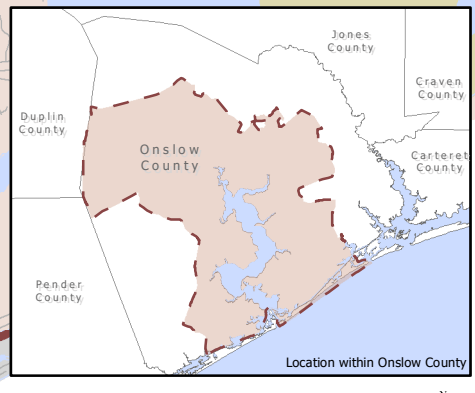 Jones
County
Craven
County
Duplin
County
Onslow
County
Carteret
County
Pender
County
Location within Onslow County
N